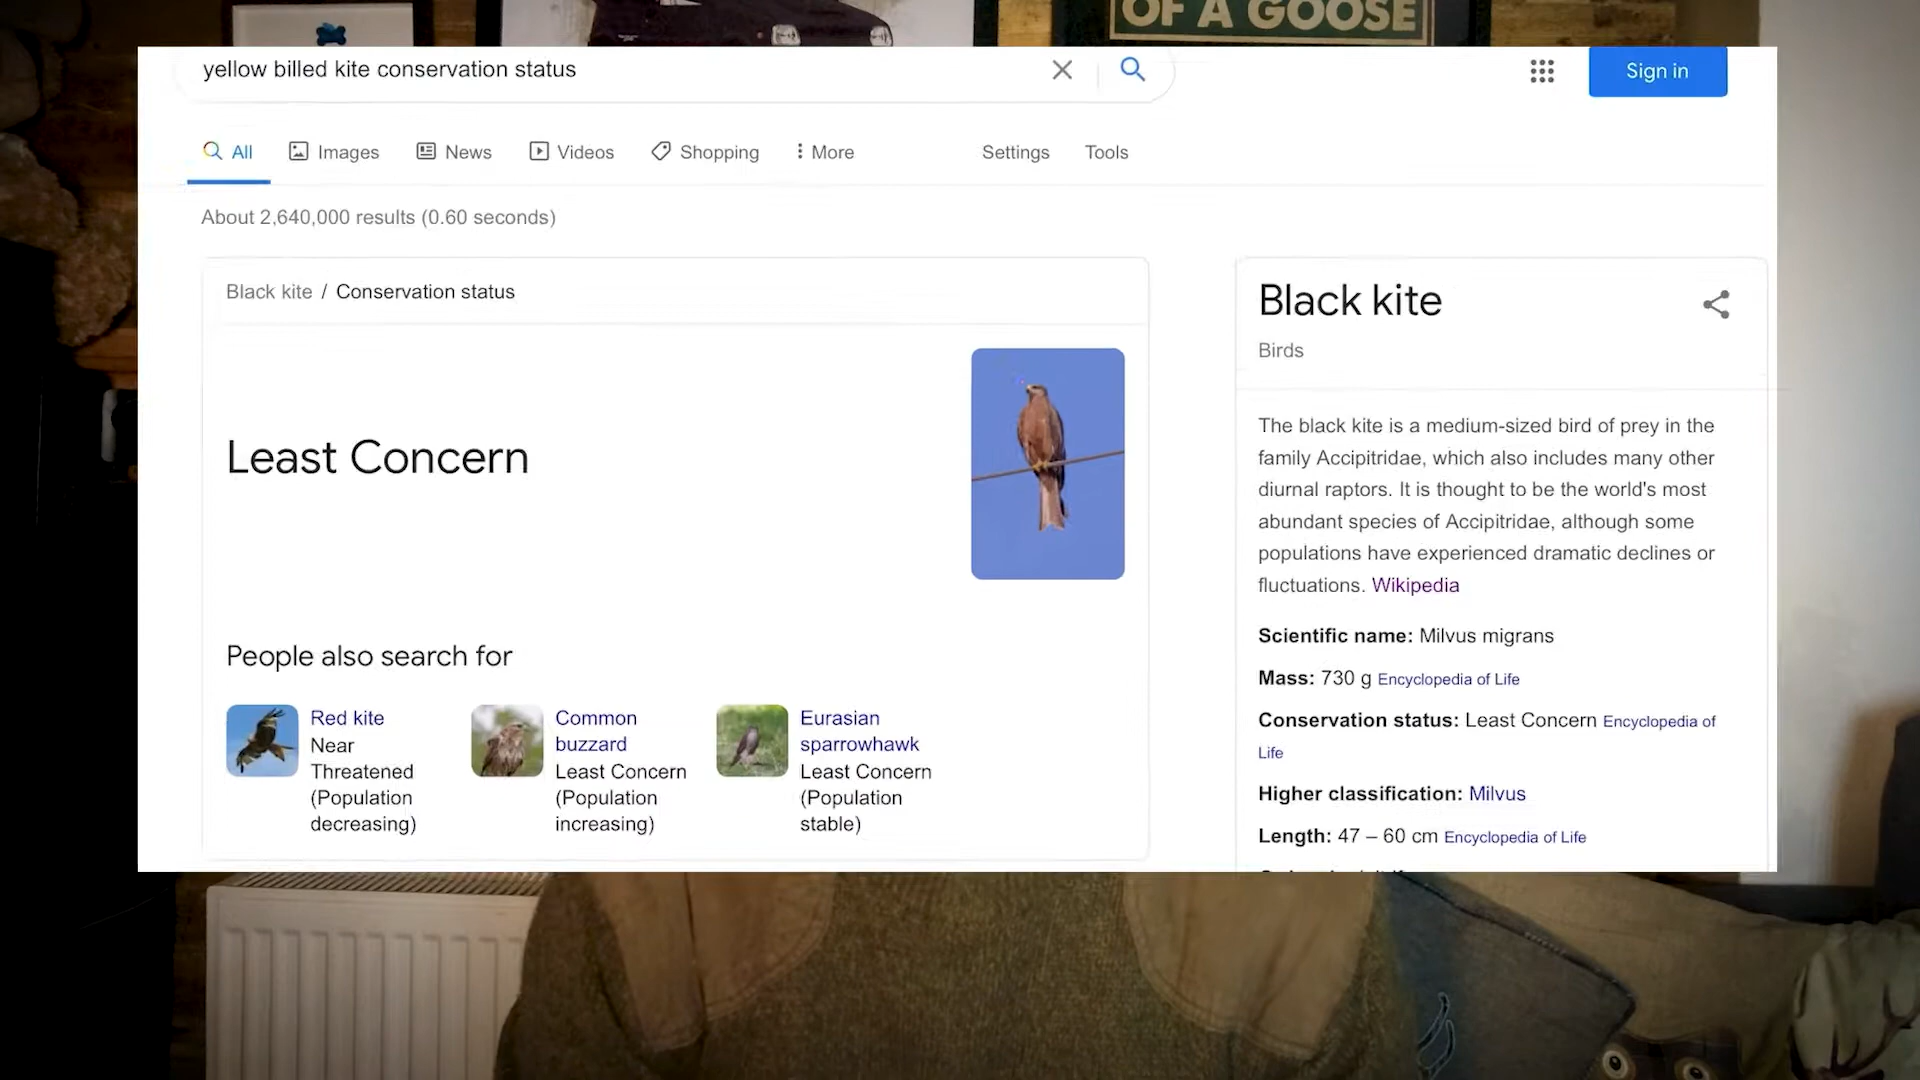 OF A GOOSE
yellow billed kite conservation status
Sign in
All
Images
News
Videos
Shopping
More
Settings
Tools
About 2,640,000 results (0.60 seconds)
Black kite / Conservation status
Least Concern
People also search for
Red kite
Near
Threatened
(Population
decreasing)
Common
buzzard
Least Concern
(Population
increasing)
Eurasian
sparrowhawk
Least Concern
(Population
stable)
Black kite
Birds
The black kite is a medium-sized bird of prey in the
family Accipitridae, which also includes many other
diurnal raptors. It is thought to be the world's most
abundant species of Accipitridae, although some
populations have experienced dramatic declines or
fluctuations. Wikipedia
Scientific name: Milvus migrans
Mass: 730 g Encyclopedia of Life
Conservation status: Least Concern Encyclopedia of
Life
Higher classification: Milvus
Length: 47 – 60 cm Encyclopedia of Life